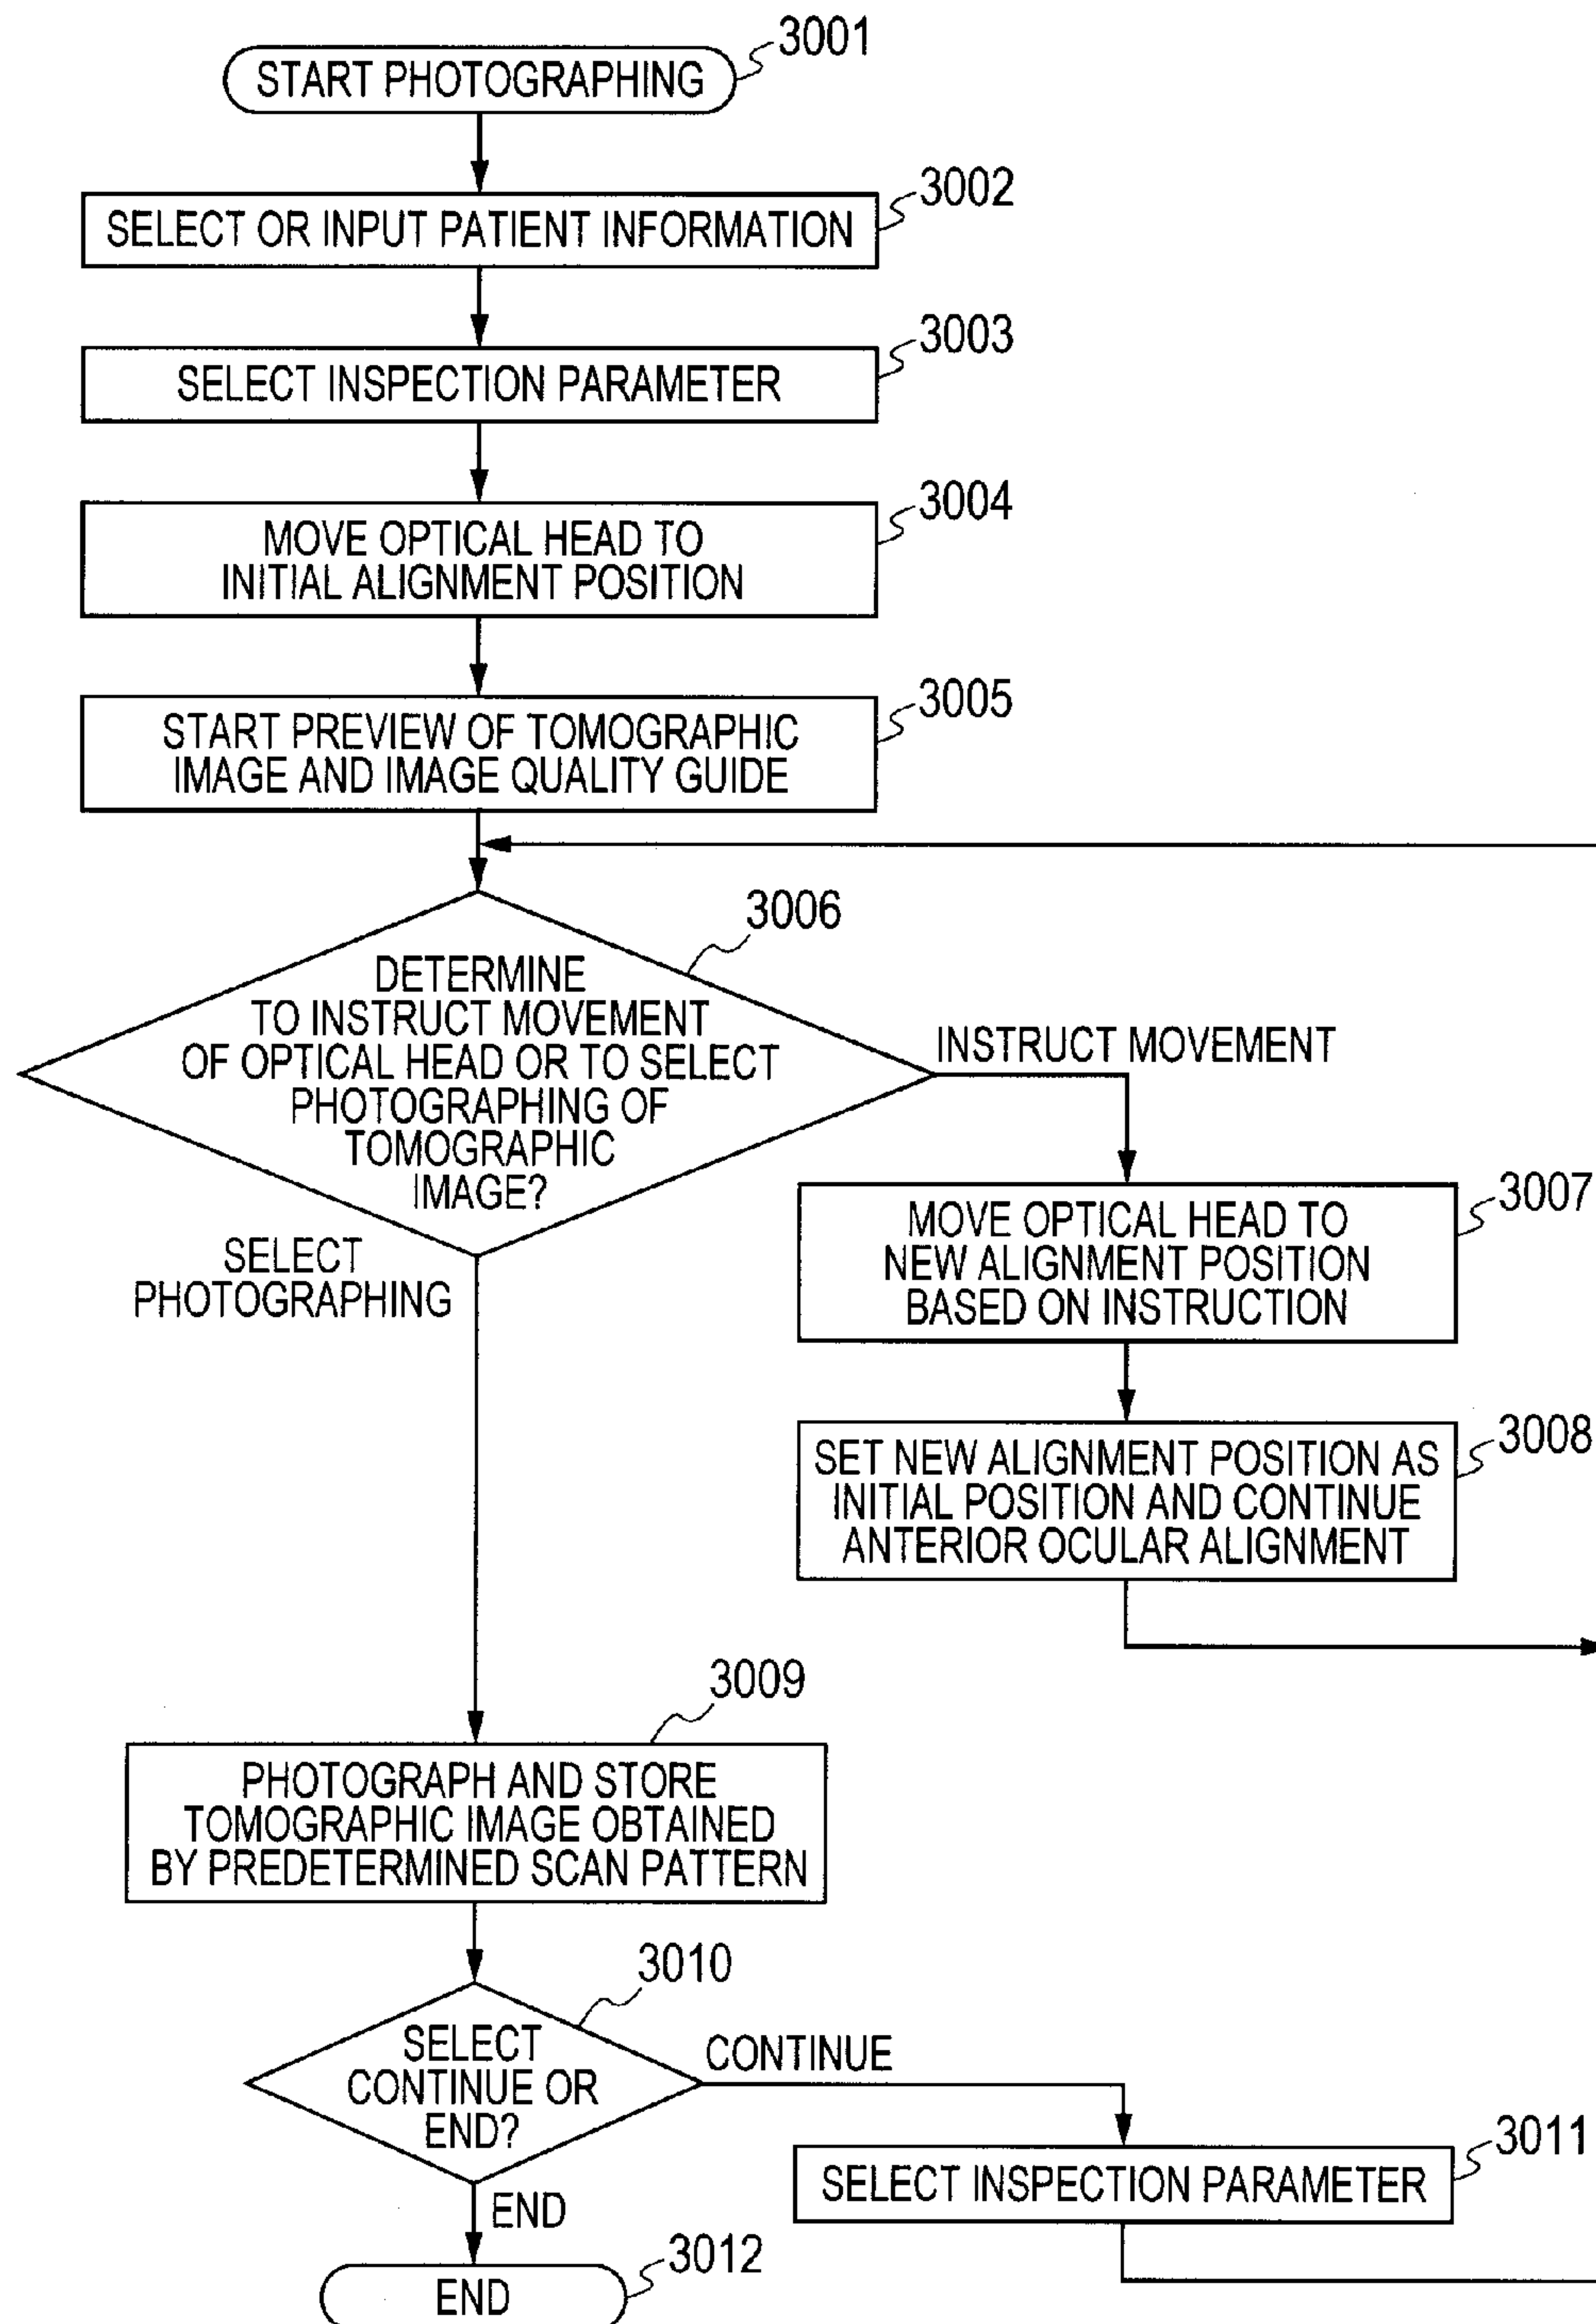 START PHOTOGRAPHING
3001
SELECT OR INPUT PATIENT INFORMATION
3002
SELECT INSPECTION PARAMETER
3003
MOVE OPTICAL HEAD TO
INITIAL ALIGNMENT POSITION
3004
START PREVIEW OF TOMOGRAPHIC
IMAGE AND IMAGE QUALITY GUIDE
3005
3006
DETERMINE
TO INSTRUCT MOVEMENT
OF OPTICAL HEAD OR TO SELECT
PHOTOGRAPHING OF
TOMOGRAPHIC
IMAGE?
INSTRUCT MOVEMENT
SELECT
PHOTOGRAPHING
MOVE OPTICAL HEAD TO
NEW ALIGNMENT POSITION
BASED ON INSTRUCTION
3007
SET NEW ALIGNMENT POSITION AS
INITIAL POSITION AND CONTINUE
ANTERIOR OCULAR ALIGNMENT
3008
3009
PHOTOGRAPH AND STORE
TOMOGRAPHIC IMAGE OBTAINED
BY PREDETERMINED SCAN PATTERN
3010
SELECT
CONTINUE OR
END?
CONTINUE
SELECT INSPECTION PARAMETER
3011
END
END
3012